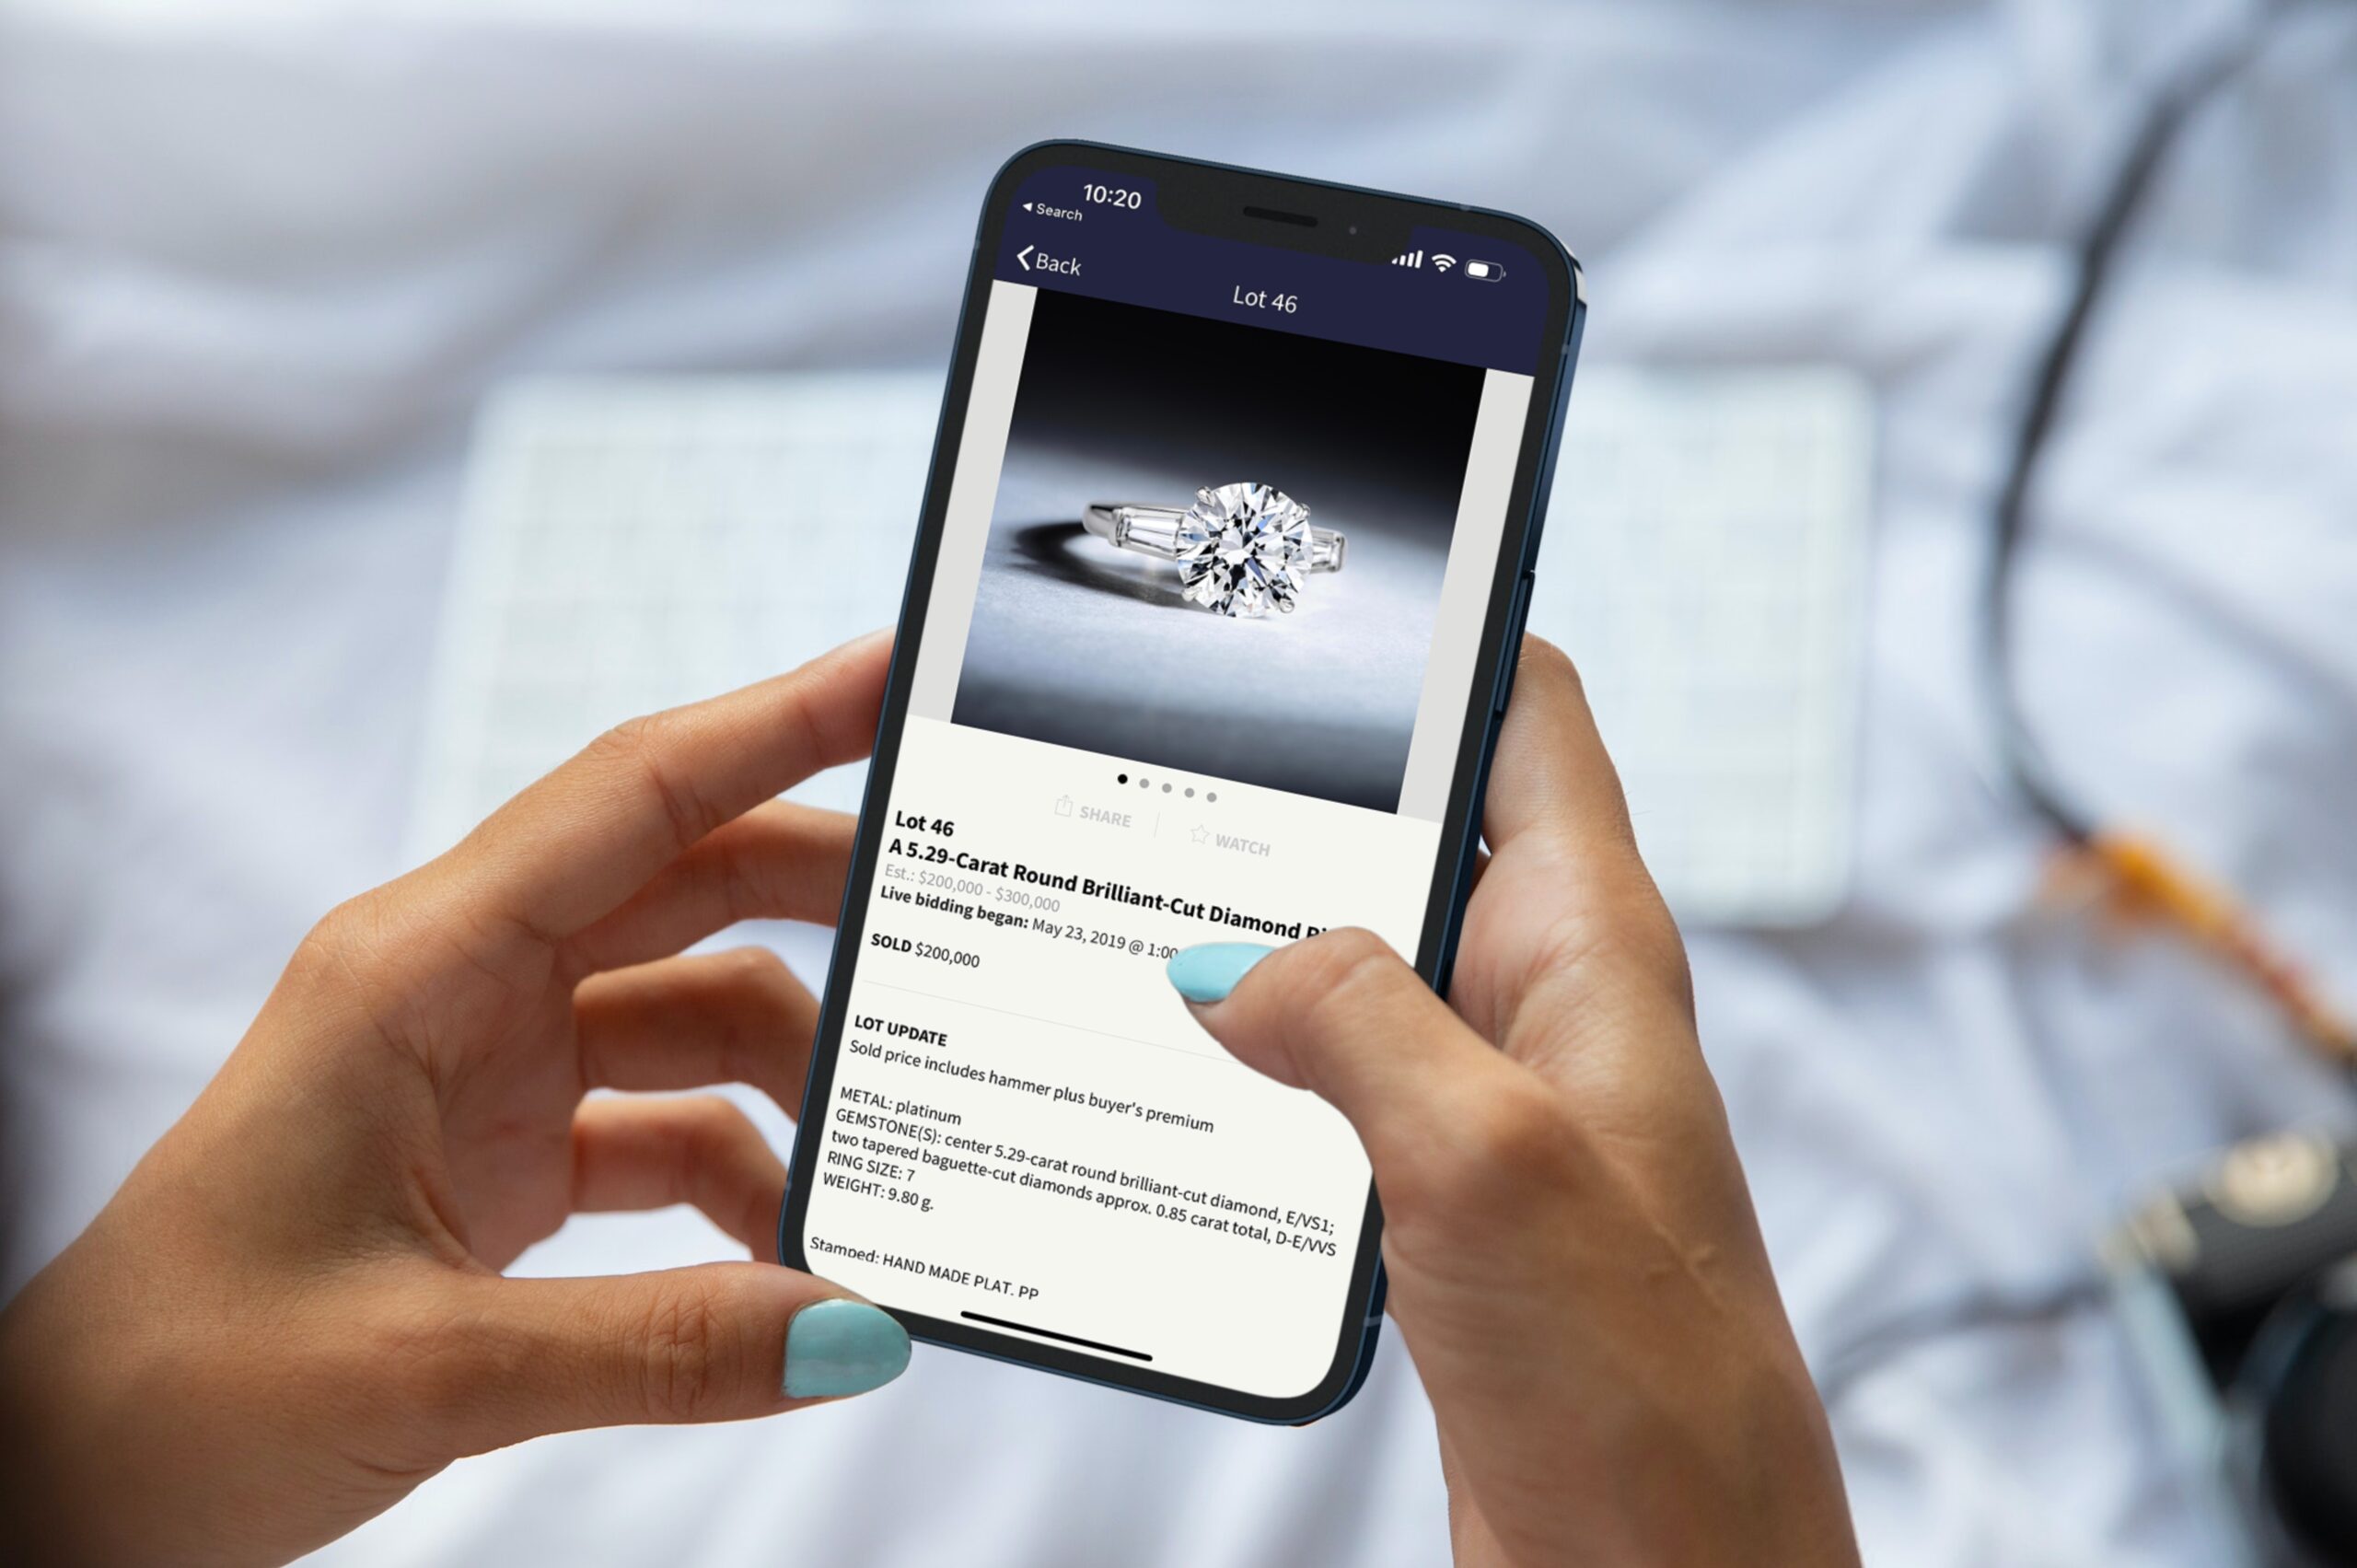 10:20
Search
Back
Lot 46
SHARE
WATCH
Lot 46
A 5.29-Carat Round Brilliant-Cut Diamond
Est.: $200,000 - $300,000
Live bidding began: May 23, 2019 @ 1:00
SOLD $200,000
LOT UPDATE
Sold price includes hammer plus buyer's premium
METAL: platinum
GEMSTONE(S): center 5.29-carat round brilliant-cut diamond, E/VS1;
two tapered baguette-cut diamonds approx. 0.85 carat total, D-E/VVS
RING SIZE: 7
WEIGHT: 9.80 g.
Stamped: HAND MADE PLAT. PP